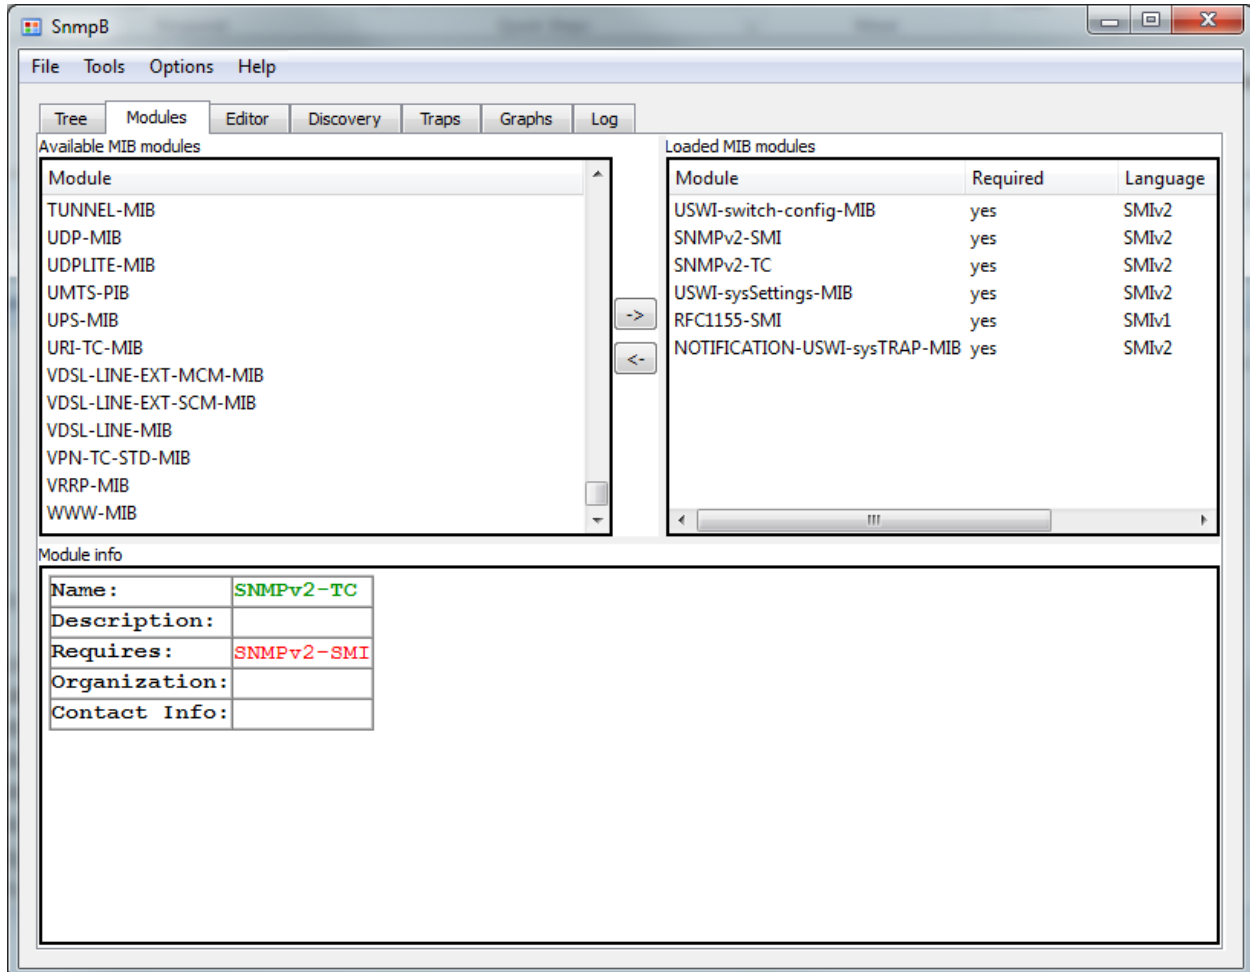 SnmpB
File Tools Options Help
Tree Modules Editor Discovery Traps Graphs Log
Available MIB modules
Module
TUNNEL-MIB
UDP-MIB
UDPLITE-MIB
UMTS-PIB
UPS-MIB
URI-TC-MIB
VDSL-LINE-EXT-MCM-MIB
VDSL-LINE-EXT-SCM-MIB
VDSL-LINE-MIB
VPN-TC-STD-MIB
VRRP-MIB
WWW-MIB
->
<-
Loaded MIB modules
Module Required Language
USWI-switch-config-MIB yes SMIv2
SNMPv2-SMI yes SMIv2
SNMPv2-TC yes SMIv2
USWI-sysSettings-MIB yes SMIv2
RFC1155-SMI yes SMIv1
NOTIFICATION-USWI-sysTRAP-MIB yes SMIv2
Module info
Name: SNMPv2-TC
Description:
Requires: SNMPv2-SMI
Organization:
Contact Info: